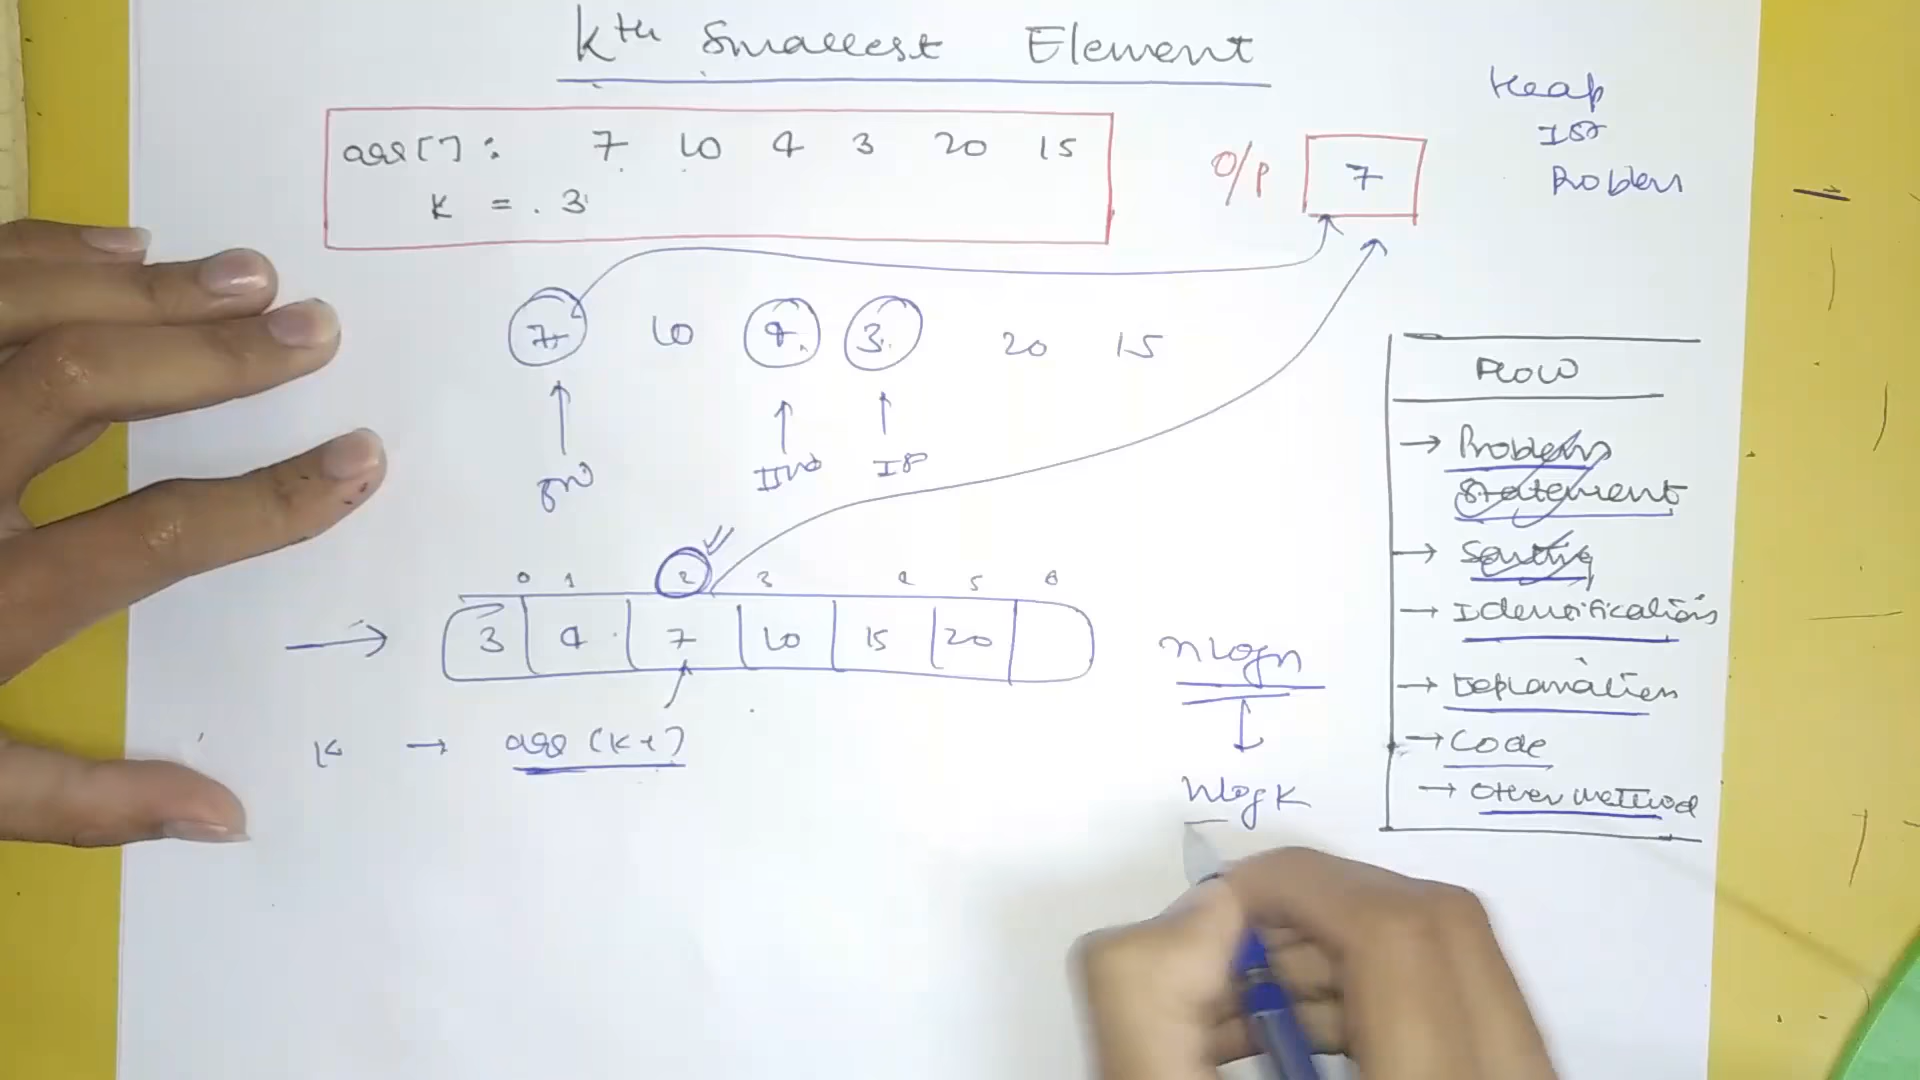 Kth Smallest Element
Heap
Ist
Problem
arr[] : 7 10 4 3 20 15
K = 3
O/P 7
7 10 4 3 20 15
IInd Ist
0 1 2 3 4 5 6
3 4 7 10 15 20
K → arr (K+]
nlogn
nlogk
Flow
→ Problem
Statement
→ Sorting
→ Identification
→ Explanation
→ Code
→ Other method